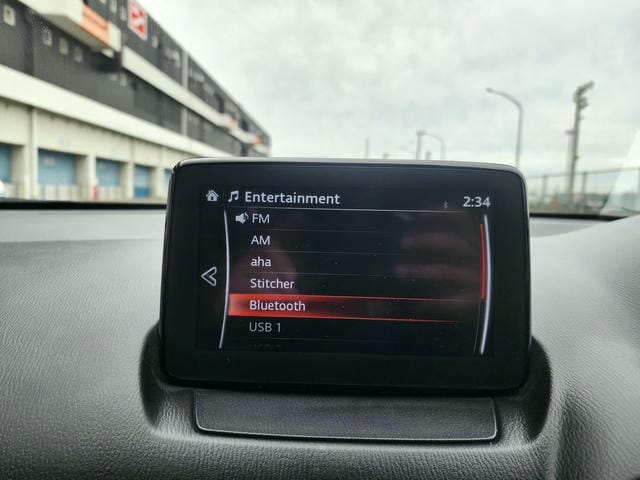 Entertainment 2:34
FM
AM
aha
Stitcher
Bluetooth
USB 1